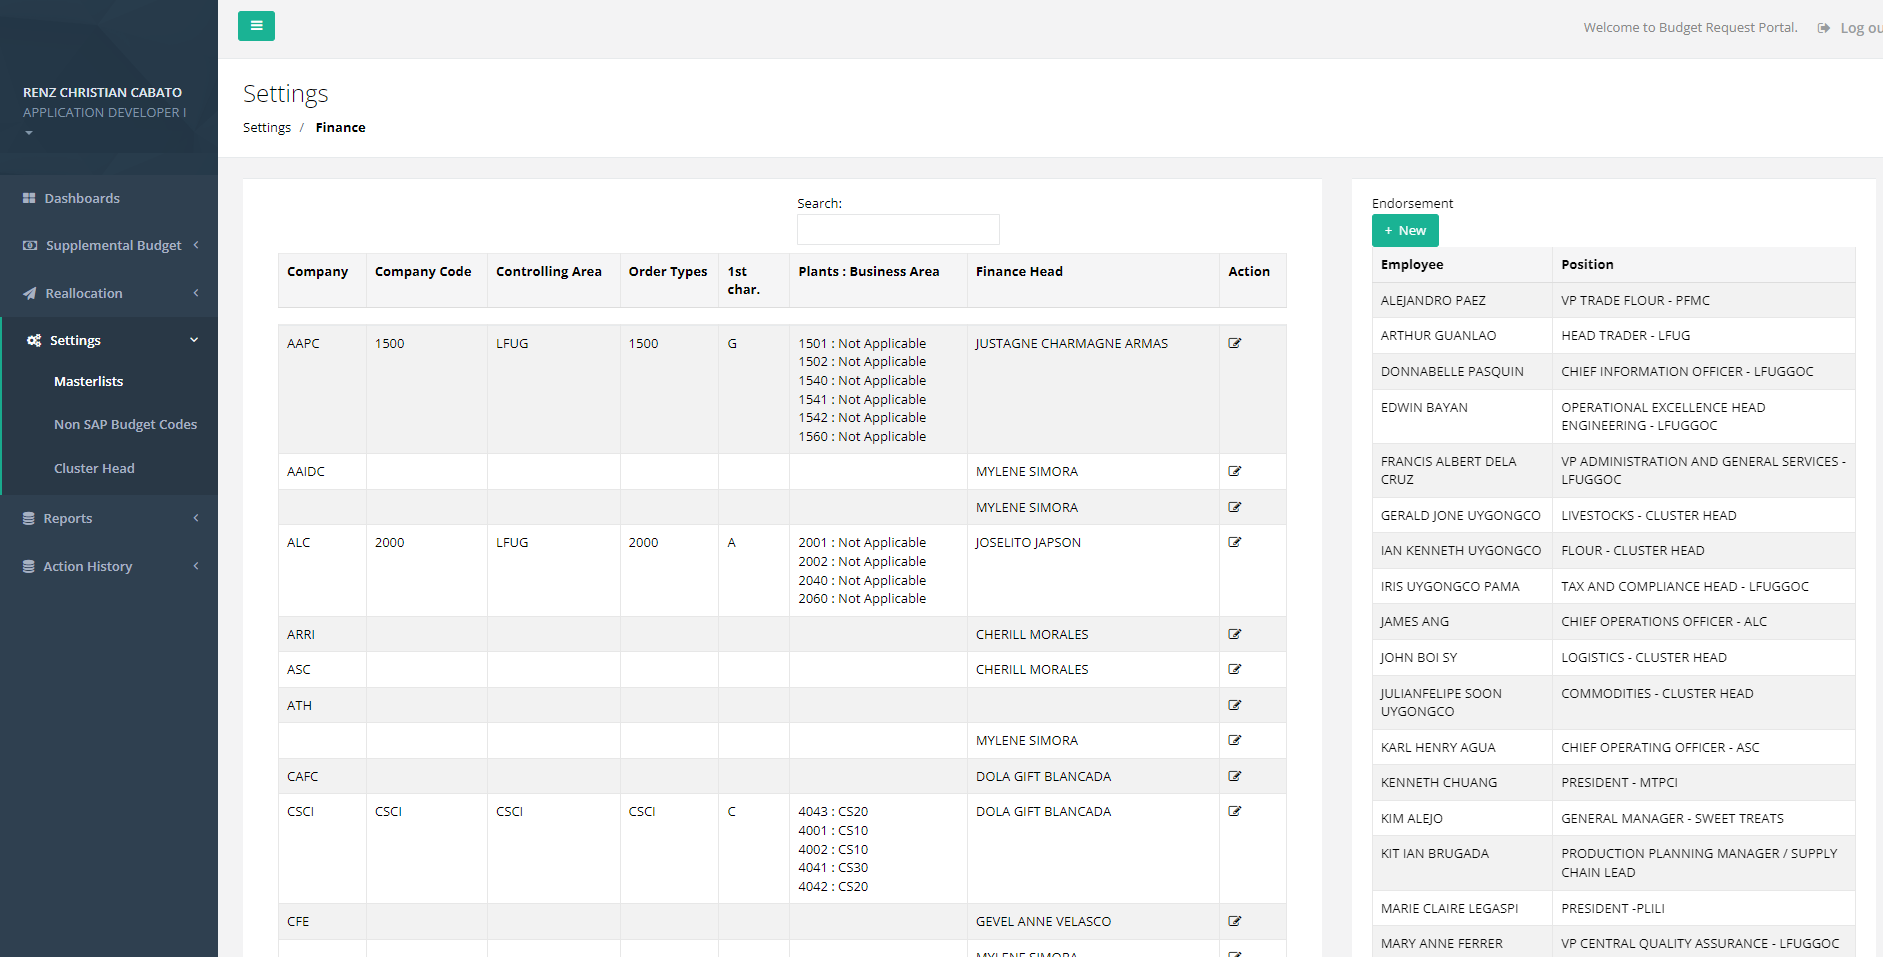 Welcome to Budget Request Portal.
Log ou
RENZ CHRISTIAN CABATO
APPLICATION DEVELOPER I
Dashboards
Supplemental Budget
Reallocation
Settings
Masterlists
Non SAP Budget Codes
Cluster Head
Reports
Action History
Settings
Settings / Finance
Search:
Company Company Code Controlling Area Order Types 1st char. Plants : Business Area Finance Head Action
AAPC 1500 LFUG 1500 G 1501 : Not Applicable JUSTAGNE CHARMAGNE ARMAS
1502 : Not Applicable
1540 : Not Applicable
1541 : Not Applicable
1542 : Not Applicable
1560 : Not Applicable
AAIDC MYLENE SIMORA
MYLENE SIMORA
ALC 2000 LFUG 2000 A 2001 : Not Applicable JOSELITO JAPSON
2002 : Not Applicable
2040 : Not Applicable
2060 : Not Applicable
ARRI CHERILL MORALES
ASC CHERILL MORALES
ATH
MYLENE SIMORA
CAFC DOLA GIFT BLANCADA
CSCI CSCI CSCI CSCI C 4043 : CS20 DOLA GIFT BLANCADA
4001 : CS10
4002 : CS10
4041 : CS30
4042 : CS20
CFE GEVEL ANNE VELASCO
MYLENE SIMORA
Endorsement
+ New
Employee Position
ALEJANDRO PAEZ VP TRADE FLOUR - PFMC
ARTHUR GUANLAO HEAD TRADER - LFUG
DONNABELLE PASQUIN CHIEF INFORMATION OFFICER - LFUGGOC
EDWIN BAYAN OPERATIONAL EXCELLENCE HEAD
ENGINEERING - LFUGGOC
FRANCIS ALBERT DELA VP ADMINISTRATION AND GENERAL SERVICES -
CRUZ LFUGGOC
GERALD JONE UYGONGCO LIVESTOCKS - CLUSTER HEAD
IAN KENNETH UYGONGCO FLOUR - CLUSTER HEAD
IRIS UYGONGCO PAMA TAX AND COMPLIANCE HEAD - LFUGGOC
JAMES ANG CHIEF OPERATIONS OFFICER - ALC
JOHN BOI SY LOGISTICS - CLUSTER HEAD
JULIANFELIPE SOON COMMODITIES - CLUSTER HEAD
UYGONGCO
KARL HENRY AGUA CHIEF OPERATING OFFICER - ASC
KENNETH CHUANG PRESIDENT - MTPCI
KIM ALEJO GENERAL MANAGER - SWEET TREATS
KIT IAN BRUGADA PRODUCTION PLANNING MANAGER / SUPPLY
CHAIN LEAD
MARIE CLAIRE LEGASPI PRESIDENT -PLILI
MARY ANNE FERRER VP CENTRAL QUALITY ASSURANCE - LFUGGOC